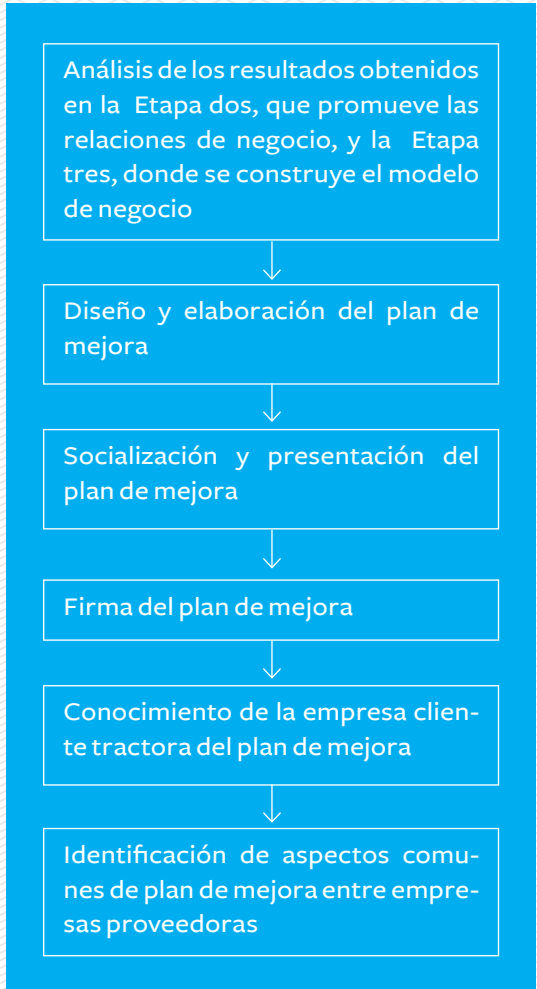 Análisis de los resultados obtenidos
en la Etapa dos, que promueve las
relaciones de negocio, y la Etapa
tres, donde se construye el modelo
de negocio
Diseño y elaboración del plan de
mejora
Socialización y presentación del
plan de mejora
Firma del plan de mejora
Conocimiento de la empresa clien-
te tractora del plan de mejora
Identificación de aspectos comu-
nes de plan de mejora entre empre-
sas proveedoras